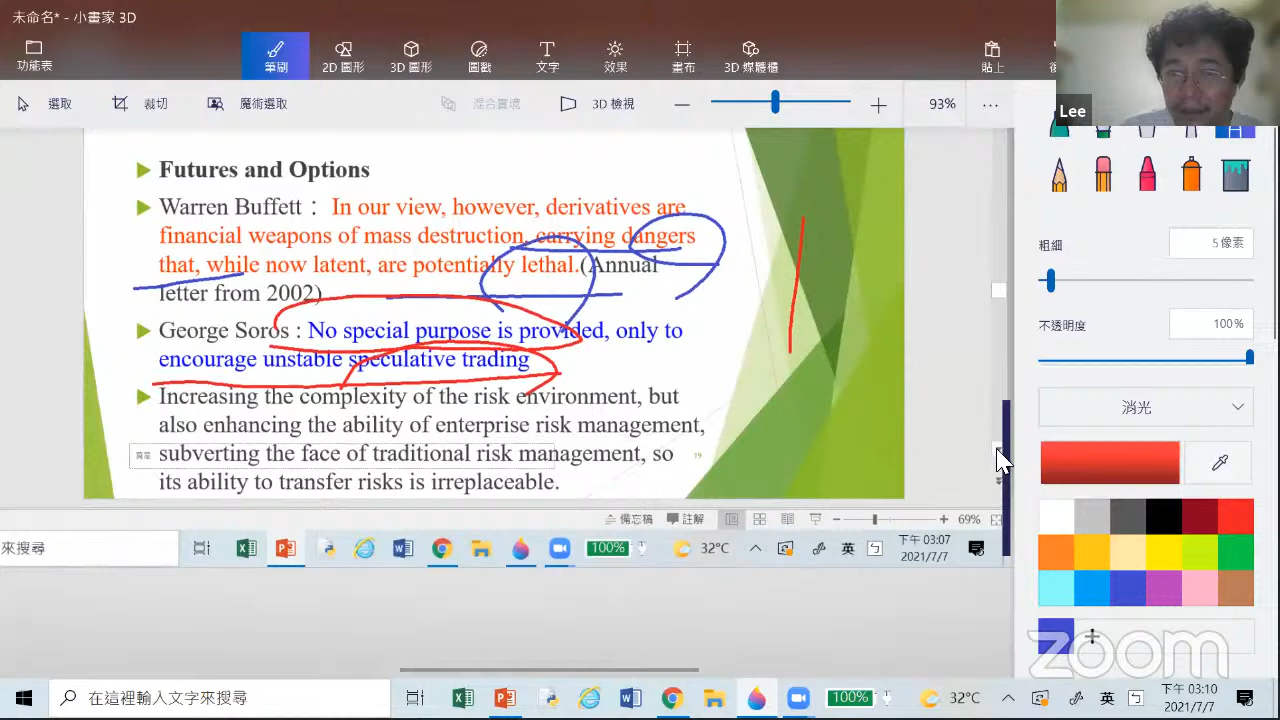 未命名* - 小畫家 3D
功能表
筆刷
2D 圖形
3D 圖形
圖戳
文字
效果
畫布
3D 媒體櫃
貼上
選取
裁切
魔術選取
混合實境
3D 檢視
93%
Lee
Futures and Options
Warren Buffett： In our view, however, derivatives are
financial weapons of mass destruction, carrying dangers
that, while now latent, are potentially lethal.(Annual
letter from 2002)
George Soros : No special purpose is provided, only to
encourage unstable speculative trading
Increasing the complexity of the risk environment, but
also enhancing the ability of enterprise risk management,
subverting the face of traditional risk management, so
its ability to transfer risks is irreplaceable.
頁尾
19
粗細
5像素
不透明度
100%
消光
備忘稿
註解
69%
來搜尋
100%
32°C
英
下午 03:07
2021/7/7
zoom
在這裡輸入文字來搜尋
100%
32°C
英
下午 03:10
2021/7/7